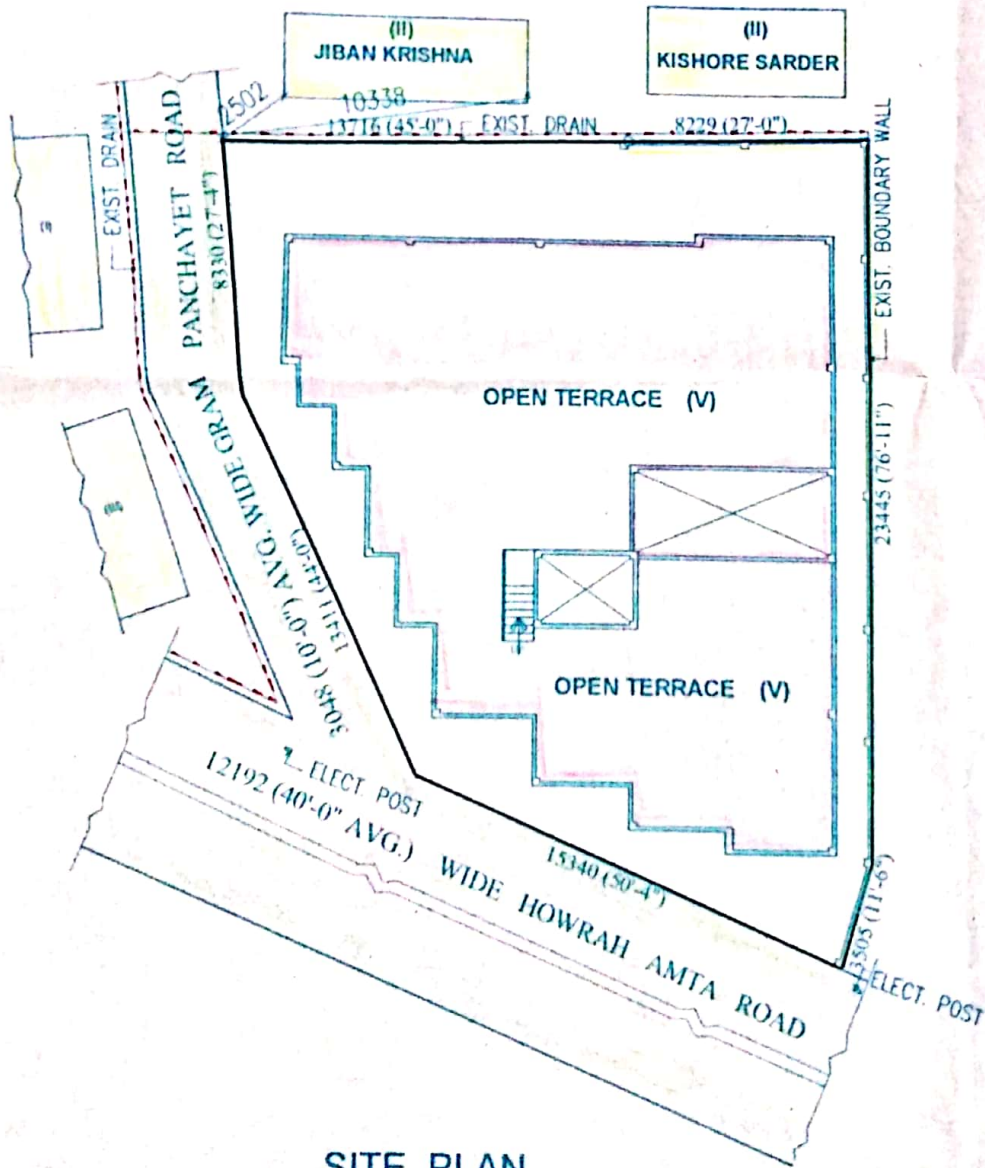 (II)
JIBAN KRISHNA
(II)
KISHORE SARDER
2502
10338
13716 (45'-0")
EXIST. DRAIN
8229 (27'-0")
EXIST. DRAIN
PANCHAYET ROAD
8330 (27'-4")
EXIST. BOUNDARY WALL
OPEN TERRACE (V)
23445 (76'-11")
3048 (10'-0") AVG. WIDE GRAM
13411 (44'-0")
OPEN TERRACE (V)
ELECT. POST
12192 (40'-0" AVG.) WIDE HOWRAH AMTA ROAD
15340 (50'-4")
3505 (11'-6")
ELECT. POST
SITE PLAN